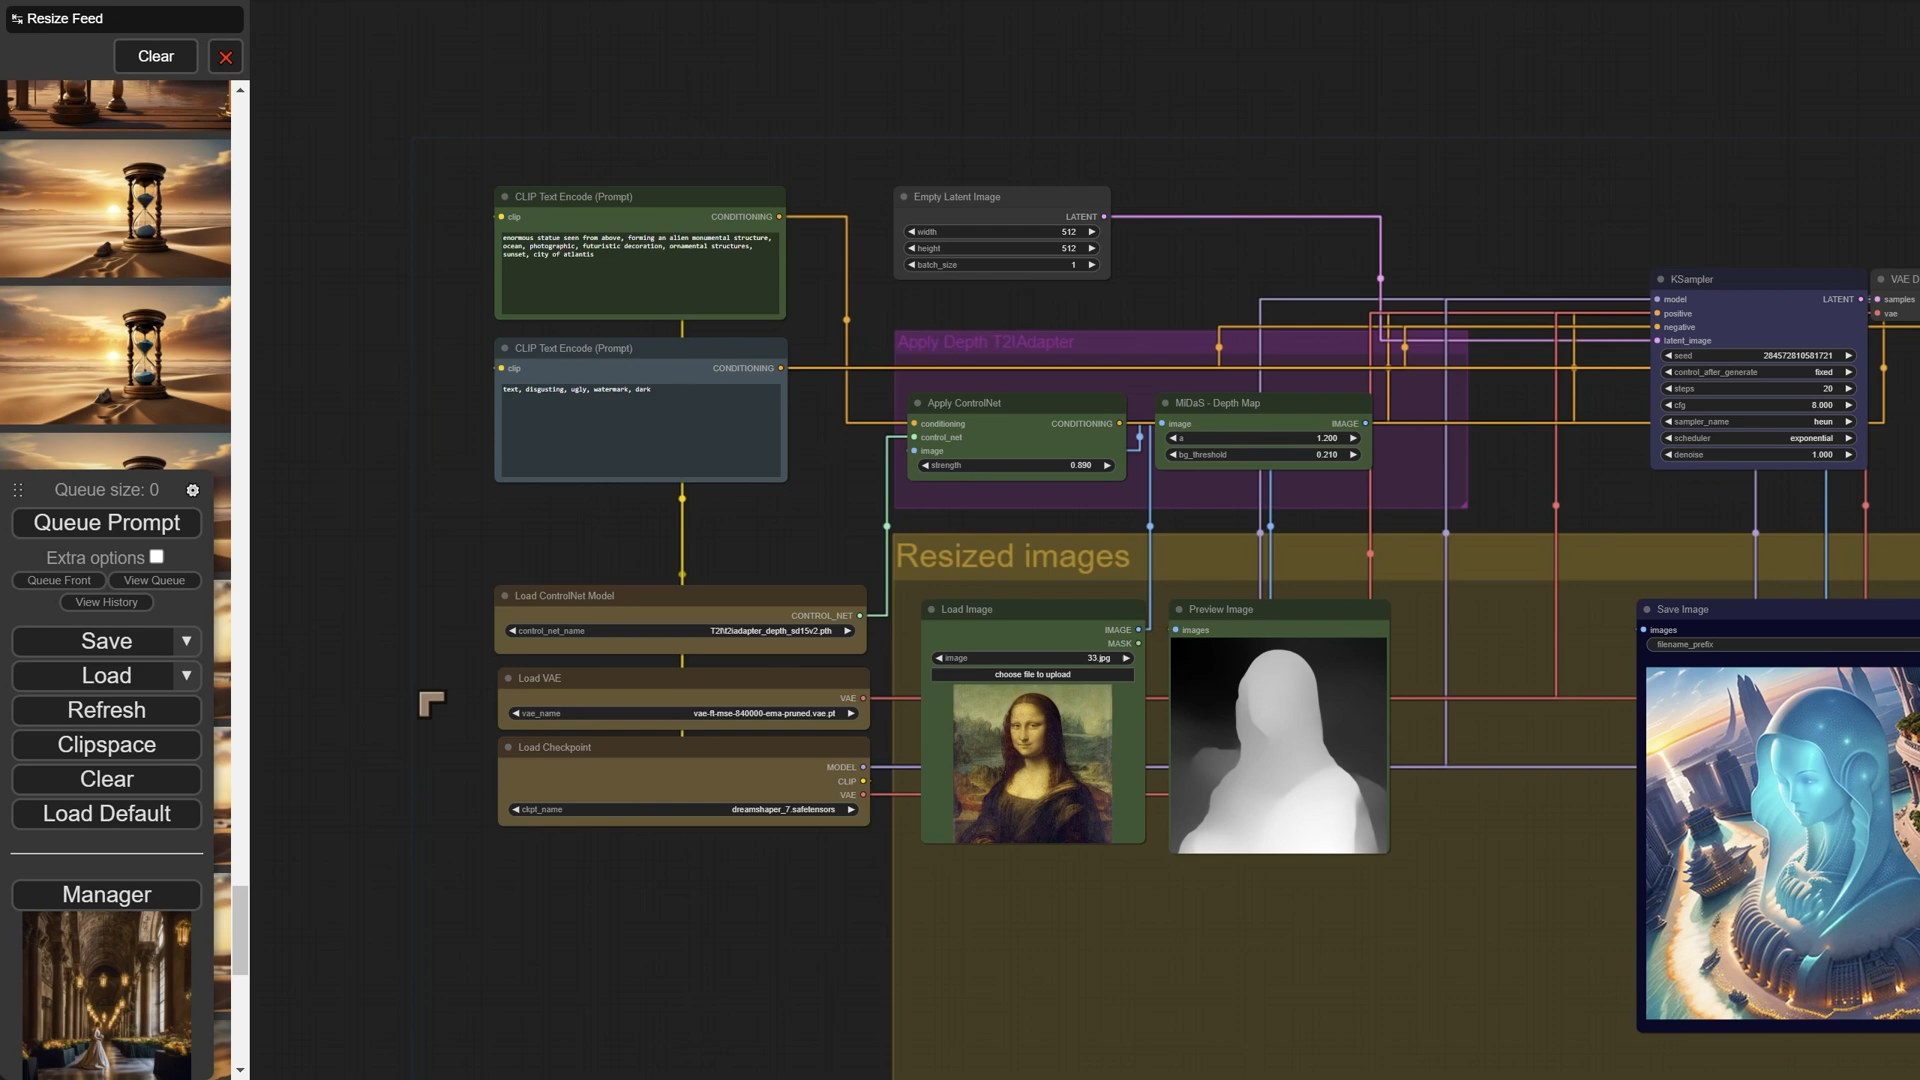 Resize Feed
Clear
Queue size: 0
Queue Prompt
Extra options
Queue Front
View Queue
View History
Save
Load
Refresh
Clipspace
Clear
Load Default
Manager
CLIP Text Encode (Prompt)
clip
CONDITIONING
enormous statue seen from above, forming an alien monumental structure,
ocean, photographic, futuristic decoration, ornamental structures,
sunset, city of atlantis
CLIP Text Encode (Prompt)
clip
CONDITIONING
text, disgusting, ugly, watermark, dark
Load ControlNet Model
CONTROL_NET
control_net_name T2I\t2iadapter_depth_sd15v2.pth
Load VAE
VAE
vae_name vae-ft-mse-840000-ema-pruned.vae.pt
Load Checkpoint
MODEL
CLIP
VAE
ckpt_name dreamshaper_7.safetensors
Empty Latent Image
LATENT
width 512
height 512
batch_size 1
Apply Depth T2IAdapter
Apply ControlNet
conditioning CONDITIONING
control_net
image
strength 0.890
MiDaS - Depth Map
image IMAGE
a 1.200
bg_threshold 0.210
Resized images
Load Image
IMAGE
MASK
image 33.jpg
choose file to upload
Preview Image
images
KSampler
model LATENT
positive
negative
latent_image
seed 284572810581721
control_after_generate fixed
steps 20
cfg 8.000
sampler_name heun
scheduler exponential
denoise 1.000
VAE D
samples
vae
Save Image
images
filename_prefix